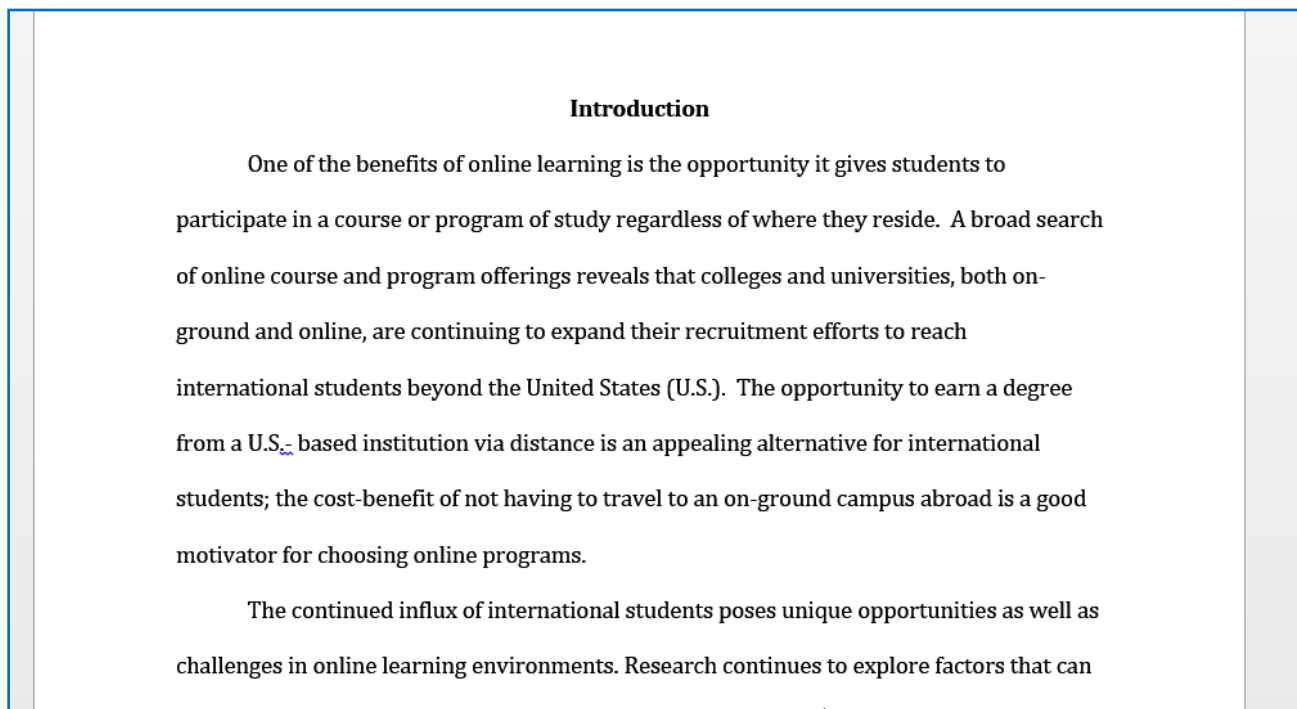 Introduction
One of the benefits of online learning is the opportunity it gives students to
participate in a course or program of study regardless of where they reside.  A broad search
of online course and program offerings reveals that colleges and universities, both on-
ground and online, are continuing to expand their recruitment efforts to reach
international students beyond the United States (U.S.).  The opportunity to earn a degree
from a U.S.- based institution via distance is an appealing alternative for international
students; the cost-benefit of not having to travel to an on-ground campus abroad is a good
motivator for choosing online programs.
The continued influx of international students poses unique opportunities as well as
challenges in online learning environments. Research continues to explore factors that can